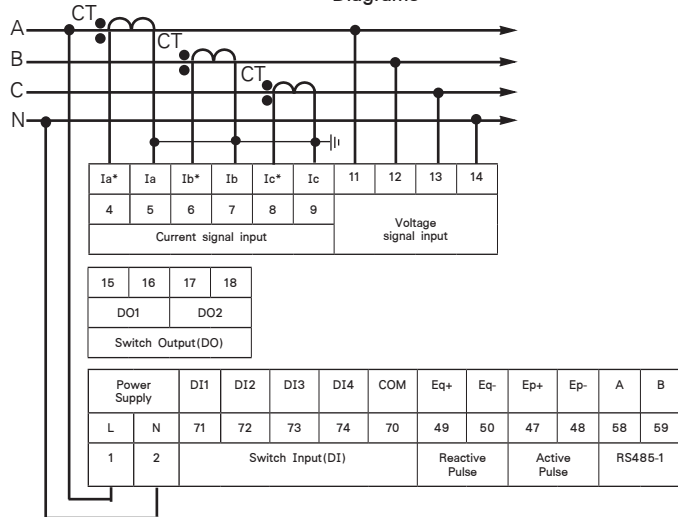 Diagrams
A
CT
B
CT
C
CT
N
Ia* Ia Ib* Ib Ic* Ic 11 12 13 14
4 5 6 7 8 9
Voltage
signal input
Current signal input
15 16 17 18
DO1 DO2
Switch Output(DO)
Power
Supply
DI1 DI2 DI3 DI4 COM Eq+ Eq- Ep+ Ep- A B
L N 71 72 73 74 70 49 50 47 48 58 59
1 2 Switch Input(DI)
Reactive
Pulse
Active
Pulse
RS485-1